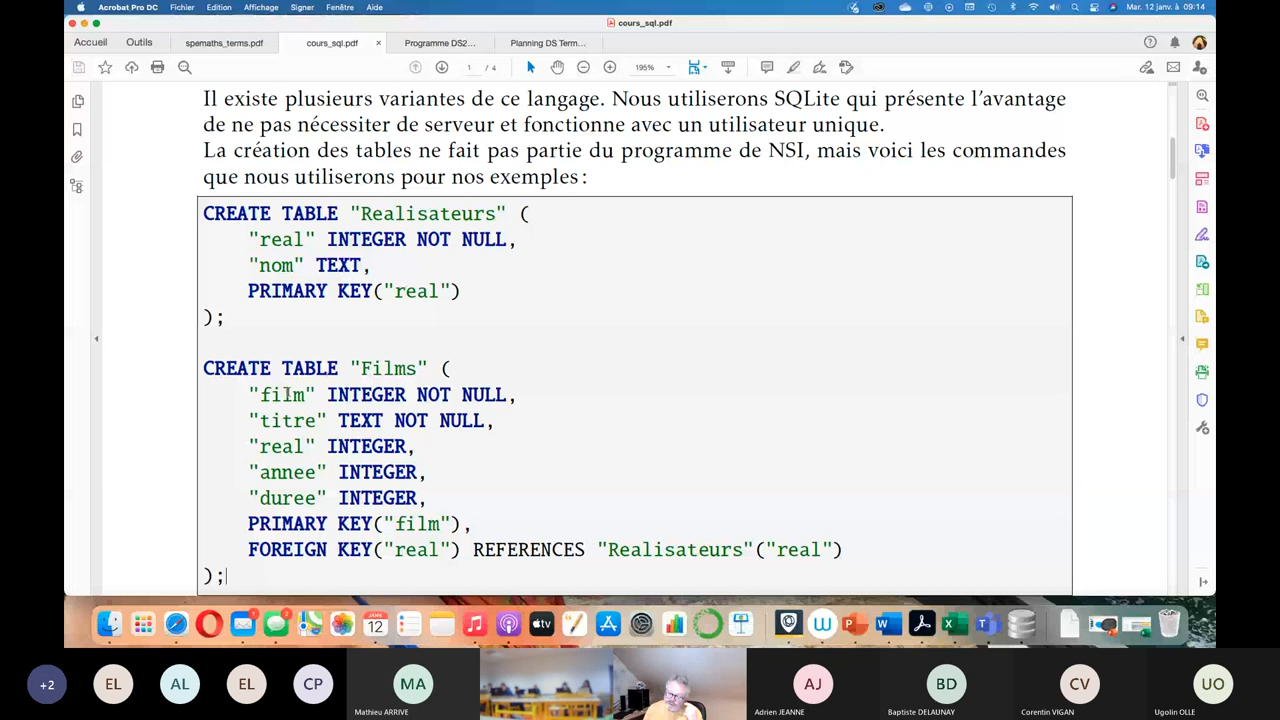 Acrobat Pro DC Fichier Edition Affichage Signer Fenêtre Aide Mar. 12 janv. à 09:14
cours_sql.pdf
Accueil Outils spemaths_terms.pdf cours_sql.pdf × Programme DS2... Planning DS Term...
1 / 4 195%
Il existe plusieurs variantes de ce langage. Nous utiliserons SQLite qui présente l’avantage
de ne pas nécessiter de serveur et fonctionne avec un utilisateur unique.
La création des tables ne fait pas partie du programme de NSI, mais voici les commandes
que nous utiliserons pour nos exemples :
CREATE TABLE "Realisateurs" (
"real" INTEGER NOT NULL,
"nom" TEXT,
PRIMARY KEY("real")
);
CREATE TABLE "Films" (
"film" INTEGER NOT NULL,
"titre" TEXT NOT NULL,
"real" INTEGER,
"annee" INTEGER,
"duree" INTEGER,
PRIMARY KEY("film"),
FOREIGN KEY("real") REFERENCES "Realisateurs"("real")
);
+2 EL AL EL CP MA AJ BD CV UO
Mathieu ARRIVE Adrien JEANNE Baptiste DELAUNAY Corentin VIGAN Ugolin OLLE